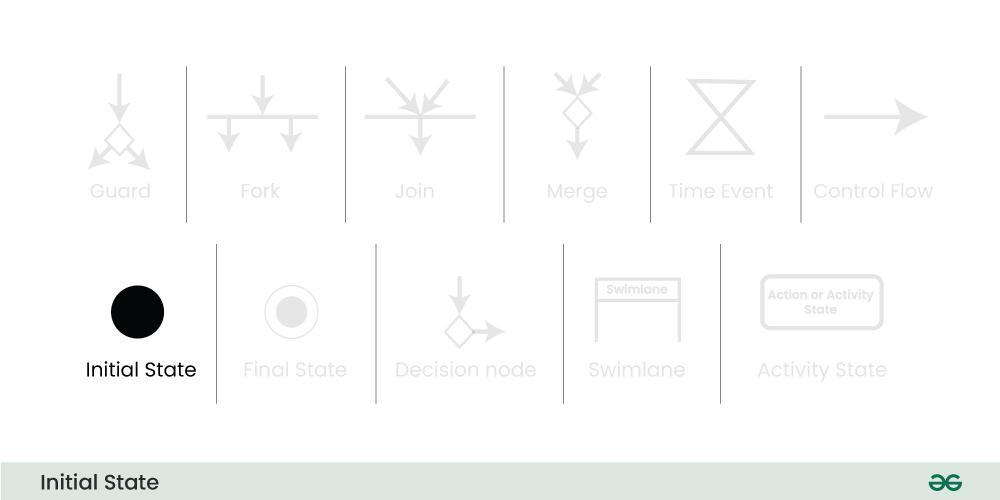 Guard
Fork
Join
Merge
Time Event
Control Flow
Swimlane
Action or Activity
State
Initial State
Final State
Decision node
Swimlane
Activity State
Initial State